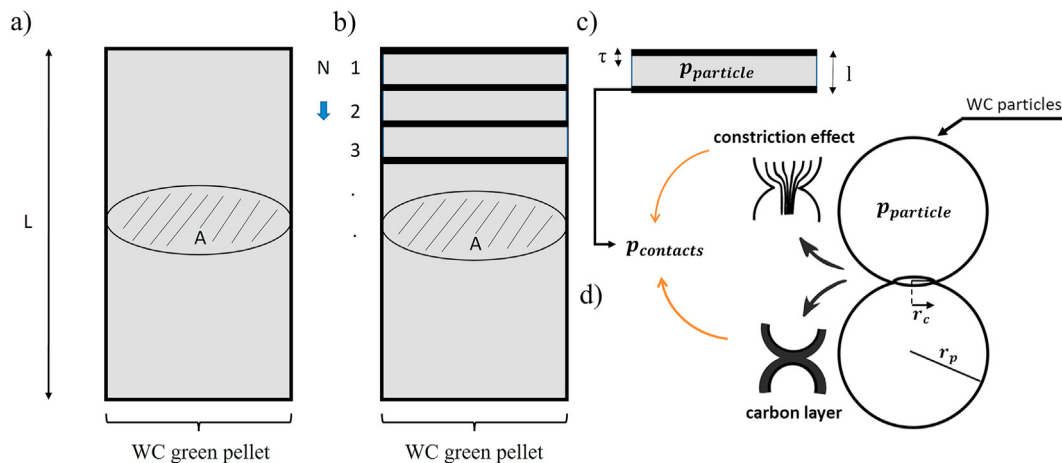 a)
L
A
WC green pellet
b)
N 1
2
3
.
.
A
WC green pellet
c)
τ
p_particle
l
WC particles
constriction effect
p_particle
p_contacts
d)
r_c
r_p
carbon layer